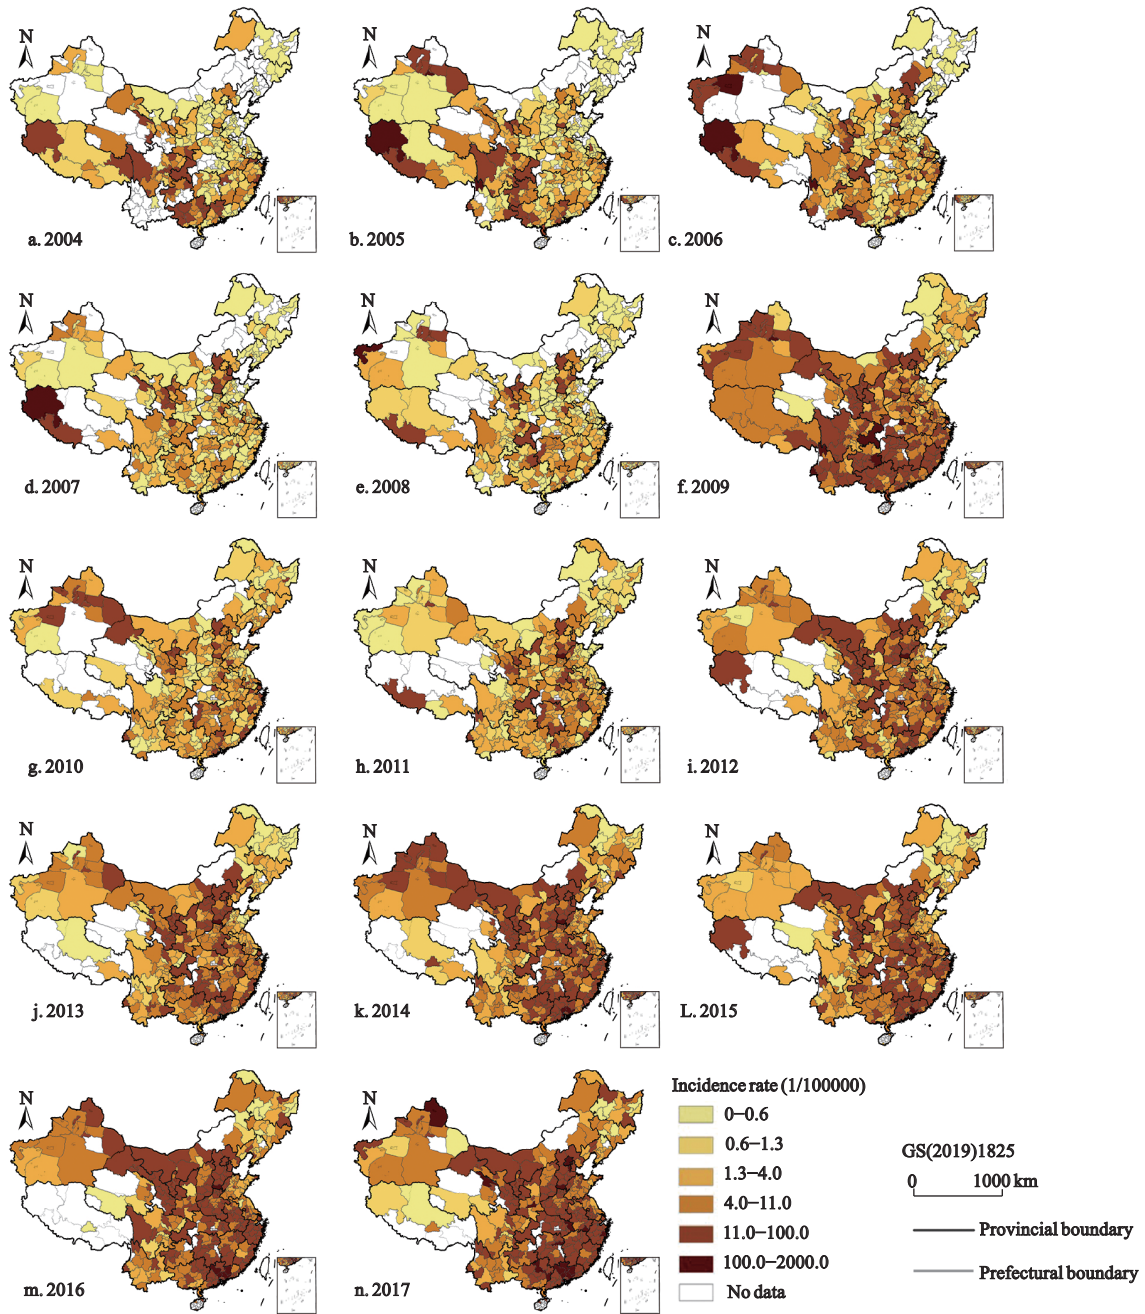 N
N
N
a. 2004
b. 2005
c. 2006
N
N
N
d. 2007
e. 2008
f. 2009
N
N
N
g. 2010
h. 2011
i. 2012
N
N
N
j. 2013
k. 2014
L. 2015
N
N
m. 2016
n. 2017
Incidence rate (1/100000)
0–0.6
0.6–1.3
1.3–4.0
4.0–11.0
11.0–100.0
100.0–2000.0
No data
GS(2019)1825
0 1000 km
Provincial boundary
Prefectural boundary